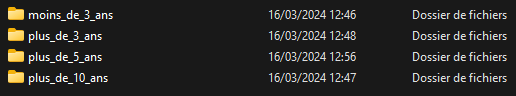 moins_de_3_ans 16/03/2024 12:46 Dossier de fichiers
plus_de_3_ans 16/03/2024 12:48 Dossier de fichiers
plus_de_5_ans 16/03/2024 12:56 Dossier de fichiers
plus_de_10_ans 16/03/2024 12:47 Dossier de fichiers